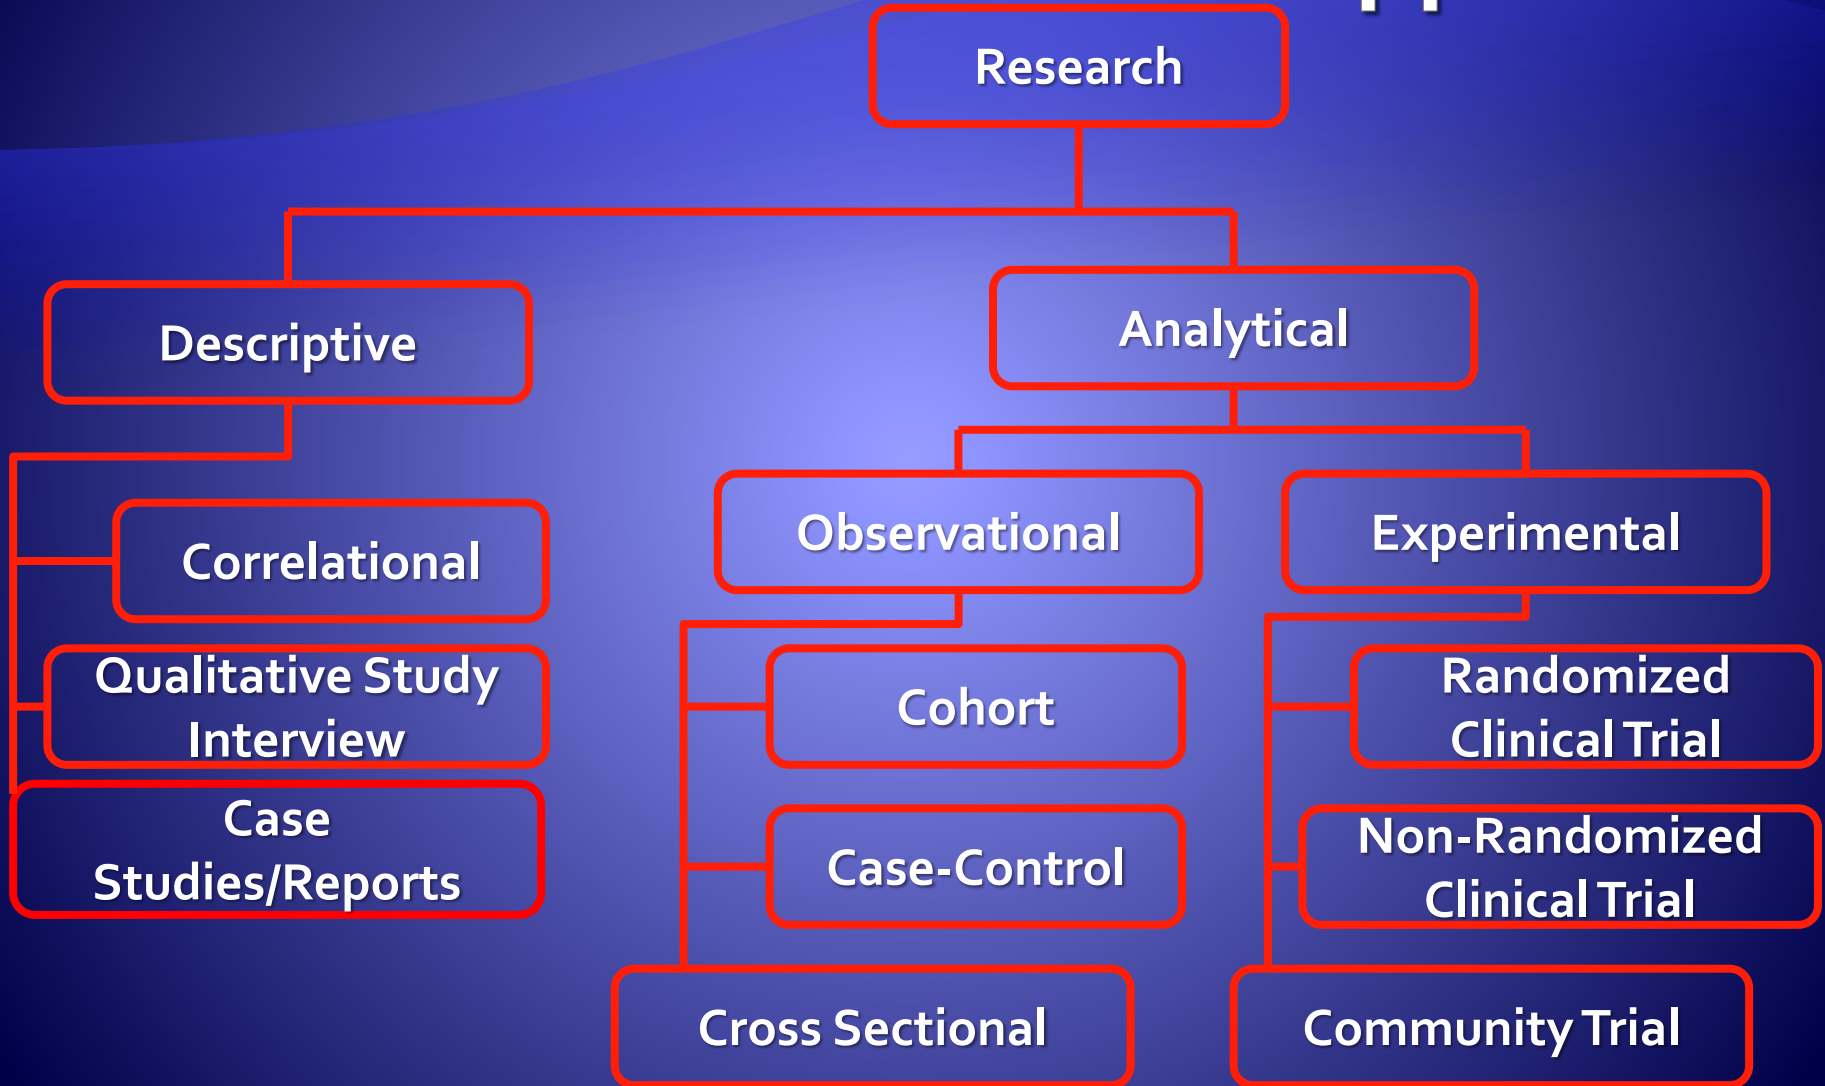 Research
Descriptive
Analytical
Observational
Experimental
Correlational
Qualitative Study
Interview
Case
Studies/Reports
Cohort
Case-Control
Cross Sectional
Randomized
Clinical Trial
Non-Randomized
Clinical Trial
Community Trial